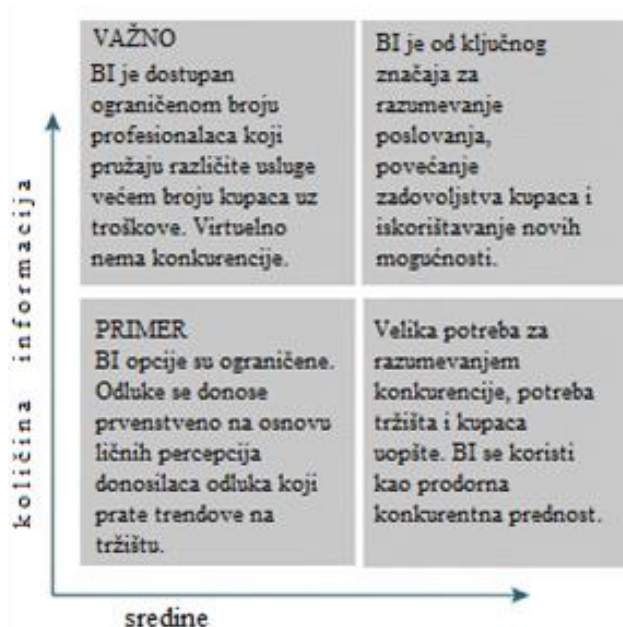 VAŽNO
BI je dostupan
ograničenom broju
profesionalaca koji
pružaju različite usluge
većem broju kupaca uz
troškove. Virtuelno
nema konkurencije.
BI je od ključnog
značaja za
razumevanje
poslovanja,
povećanje
zadovoljstva kupaca i
iskorištavanje novih
mogućnosti.
PRIMER
BI opcije su ograničene.
Odluke se donose
prvenstveno na osnovu
ličnih percepcija
donosilaca odluka koji
prate trendove na
tržištu.
Velika potreba za
razumevanjem
konkurencije, potreba
tržišta i kupaca
uopšte. BI se koristi
kao prodorna
konkurentna prednost.
količina informacija
sredine